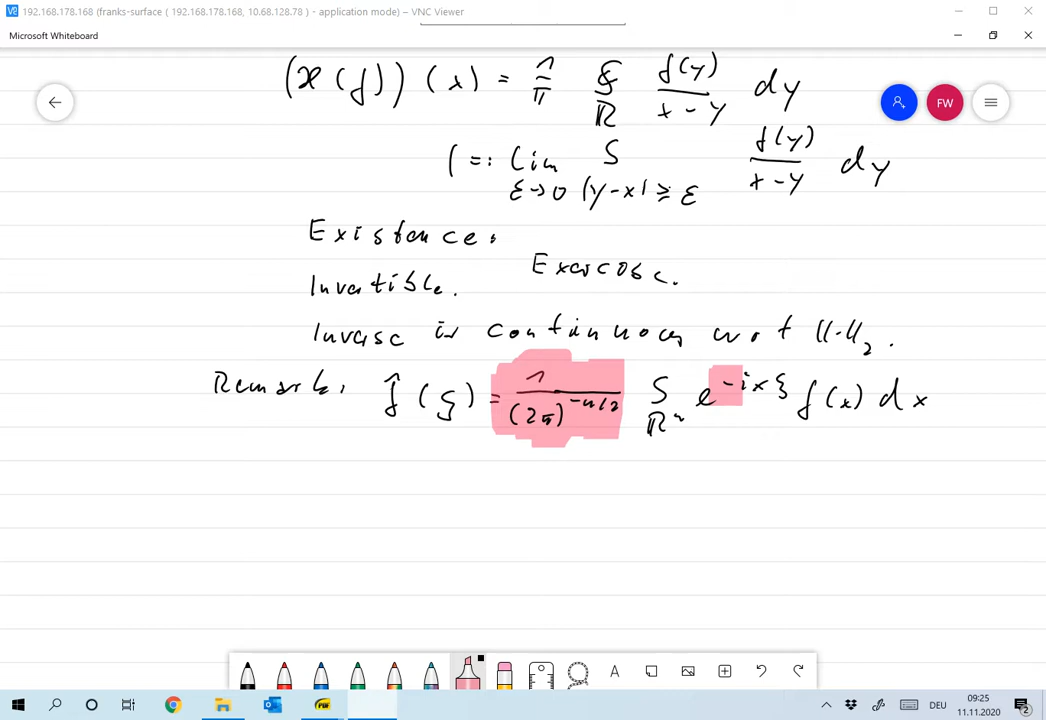 192.168.178.168 (franks-surface ( 192.168.178.168, 10.68.128.78 ) - application mode) – VNC Viewer
Microsoft Whiteboard
(ℋ(f))(x) = 1/π ⨍_ℝ f(y)/(x-y) dy
FW
( =: lim_{ε→0} ∫_{|y-x| ≥ ε} f(y)/(x-y) dy
Existence:
Exercise.
Invertible.
Inverse is continuous wrt ||·||_2.
Remark: f̂(ξ) = 1/(2π)^{-n/2} ∫_{ℝ^n} e^{-ixξ} f(x) dx
A
DEU
09:25
11.11.2020
2